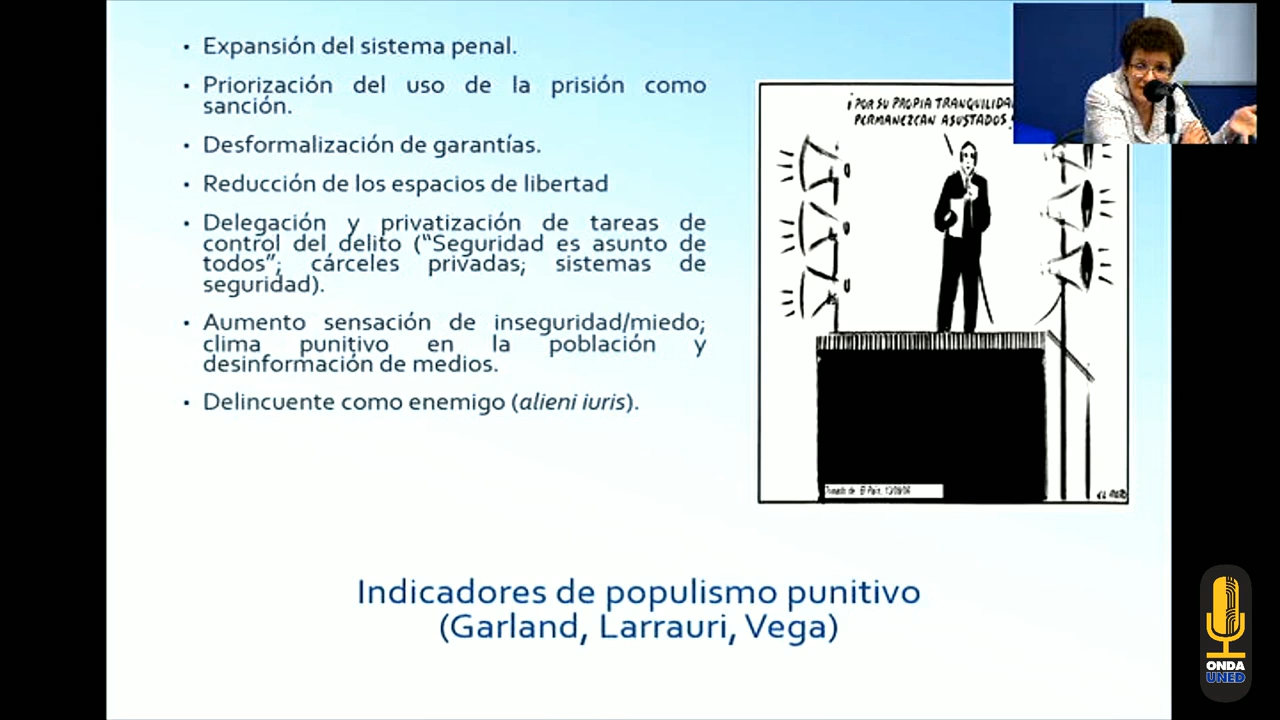 • Expansión del sistema penal.
• Priorización del uso de la prisión como
sanción.
• Desformalización de garantías.
• Reducción de los espacios de libertad
• Delegación y privatización de tareas de
control del delito (“Seguridad es asunto de
todos”; cárceles privadas; sistemas de
seguridad).
• Aumento sensación de inseguridad/miedo;
clima punitivo en la población y
desinformación de medios.
• Delincuente como enemigo (alieni iuris).
¡POR SU PROPIA TRANQUILIDA
PERMANEZCAN ASUSTADOS!
Tomado de El País,
Indicadores de populismo punitivo
(Garland, Larrauri, Vega)
ONDA
UNED